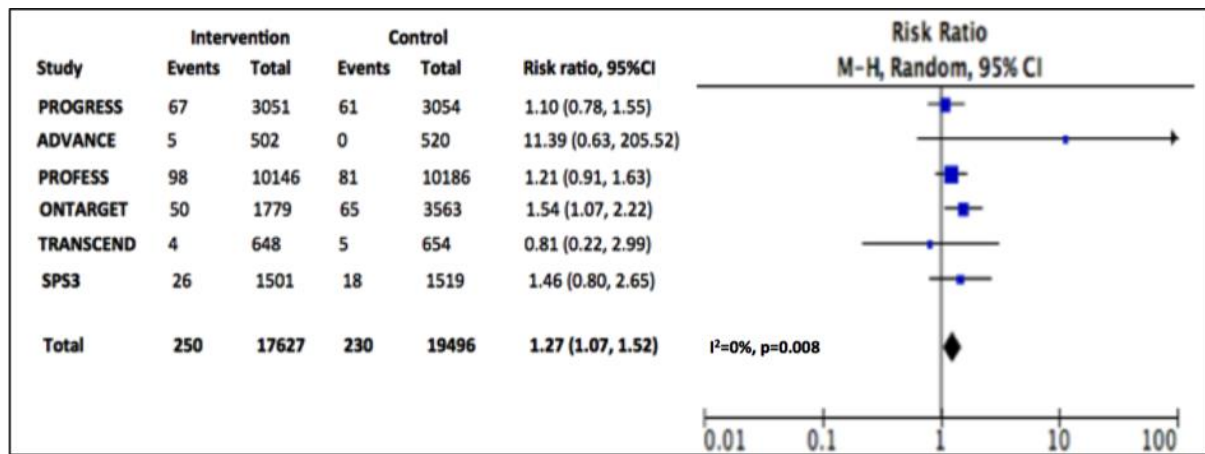 Risk Ratio
Intervention Control
Study Events Total Events Total Risk ratio, 95%CI M-H, Random, 95% CI
PROGRESS 67 3051 61 3054 1.10 (0.78, 1.55)
ADVANCE 5 502 0 520 11.39 (0.63, 205.52)
PROFESS 98 10146 81 10186 1.21 (0.91, 1.63)
ONTARGET 50 1779 65 3563 1.54 (1.07, 2.22)
TRANSCEND 4 648 5 654 0.81 (0.22, 2.99)
SPS3 26 1501 18 1519 1.46 (0.80, 2.65)
Total 250 17627 230 19496 1.27 (1.07, 1.52) I²=0%, p=0.008
0.01 0.1 1 10 100